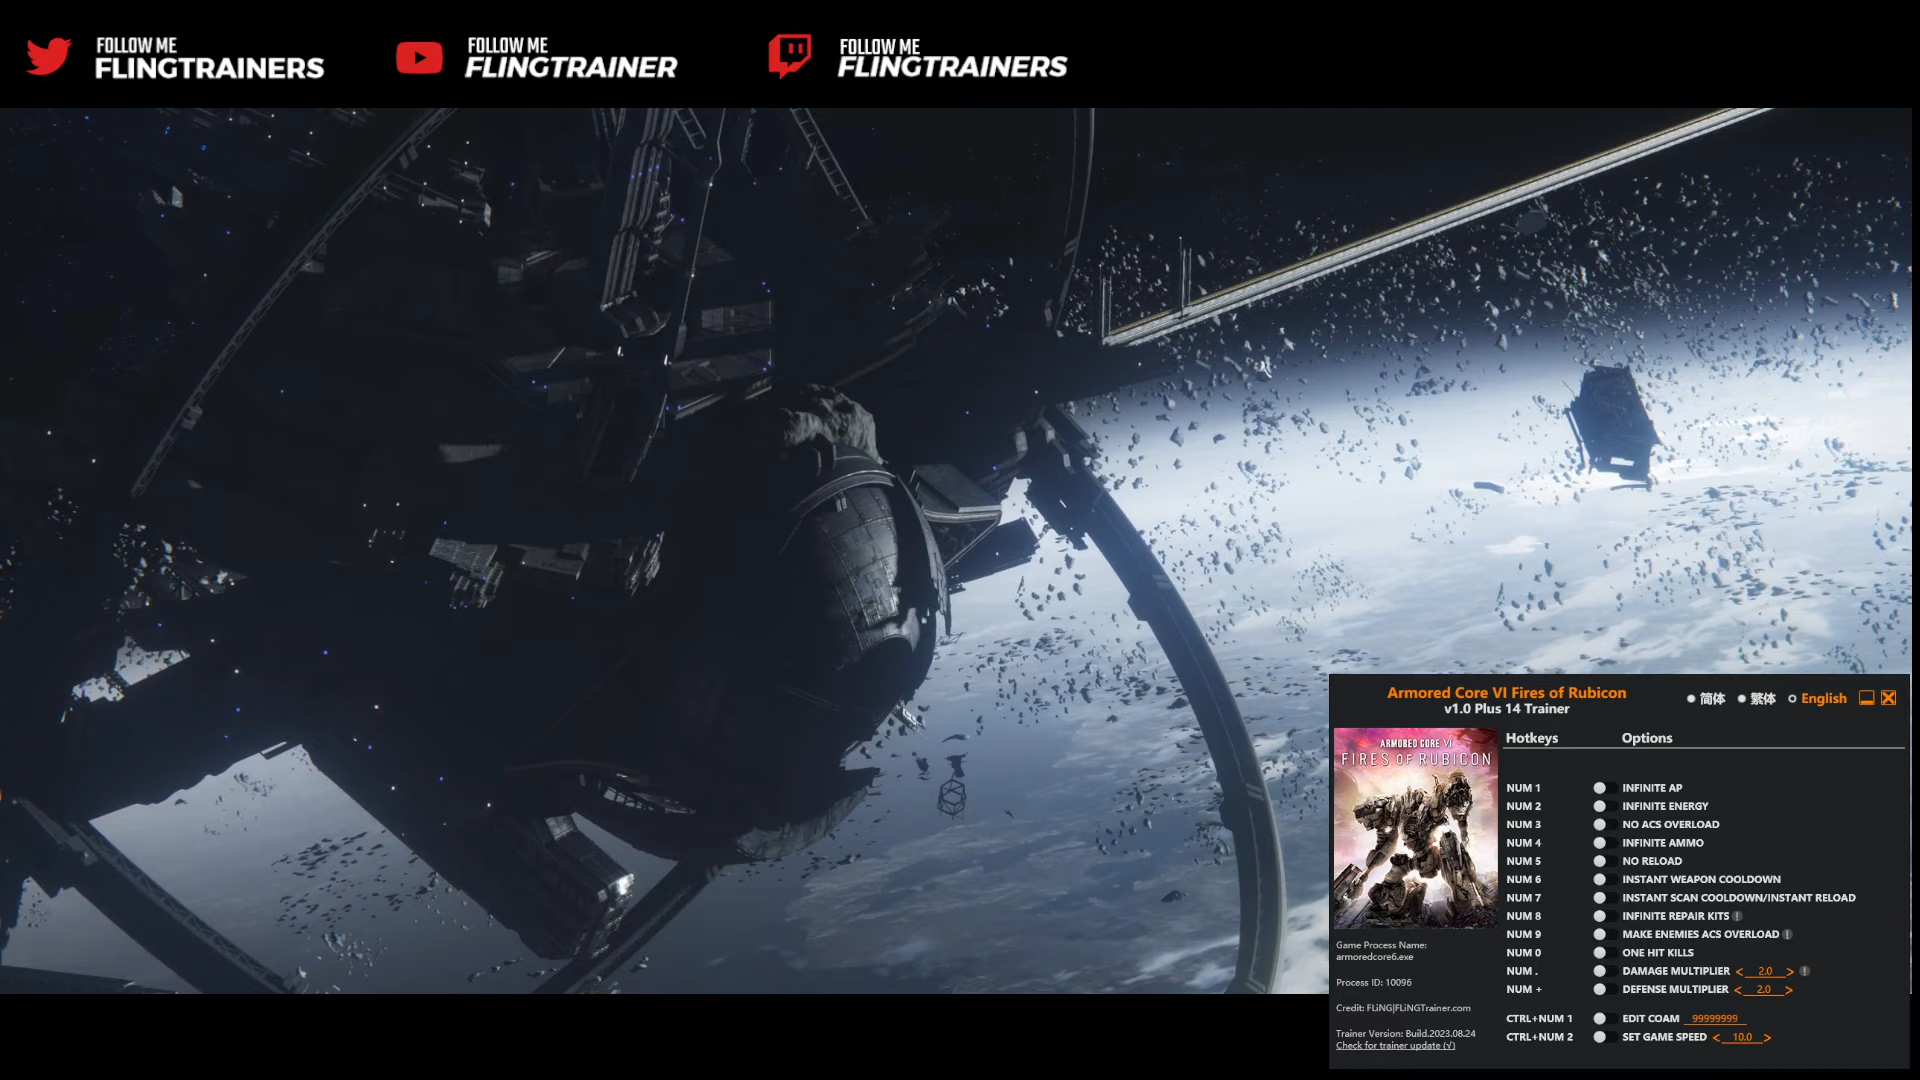 FOLLOW ME
FLINGTRAINERS
FOLLOW ME
FLINGTRAINER
FOLLOW ME
FLINGTRAINERS
Armored Core VI Fires of Rubicon
v1.0 Plus 14 Trainer
简体 繁体 English
ARMORED CORE VI
FIRES OF RUBICON
Game Process Name:
armoredcore6.exe
Process ID: 10096
Credit: FLiNG|FLiNGTrainer.com
Trainer Version: Build.2023.08.24
Check for trainer update (√)
Hotkeys Options
NUM 1 INFINITE AP
NUM 2 INFINITE ENERGY
NUM 3 NO ACS OVERLOAD
NUM 4 INFINITE AMMO
NUM 5 NO RELOAD
NUM 6 INSTANT WEAPON COOLDOWN
NUM 7 INSTANT SCAN COOLDOWN/INSTANT RELOAD
NUM 8 INFINITE REPAIR KITS !
NUM 9 MAKE ENEMIES ACS OVERLOAD !
NUM 0 ONE HIT KILLS
NUM . DAMAGE MULTIPLIER < 2.0 > !
NUM + DEFENSE MULTIPLIER < 2.0 >
CTRL+NUM 1 EDIT COAM 99999999
CTRL+NUM 2 SET GAME SPEED < 10.0 >